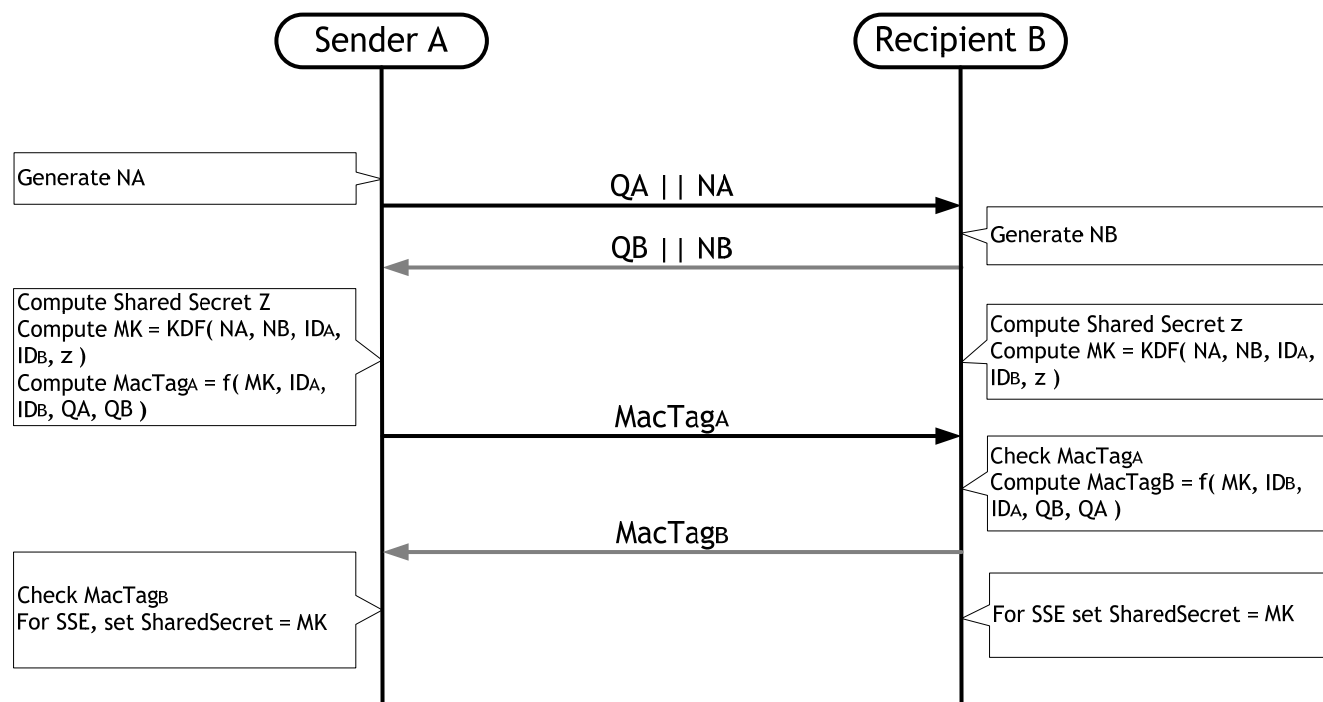 Sender A
Recipient B
Generate NA
QA || NA
Generate NB
QB || NB
Compute Shared Secret Z
Compute MK = KDF( NA, NB, IDA,
IDB, z )
Compute MacTagA = f( MK, IDA,
IDB, QA, QB )
Compute Shared Secret z
Compute MK = KDF( NA, NB, IDA,
IDB, z )
MacTagA
Check MacTagA
Compute MacTagB = f( MK, IDB,
IDA, QB, QA )
MacTagB
Check MacTagB
For SSE, set SharedSecret = MK
For SSE set SharedSecret = MK